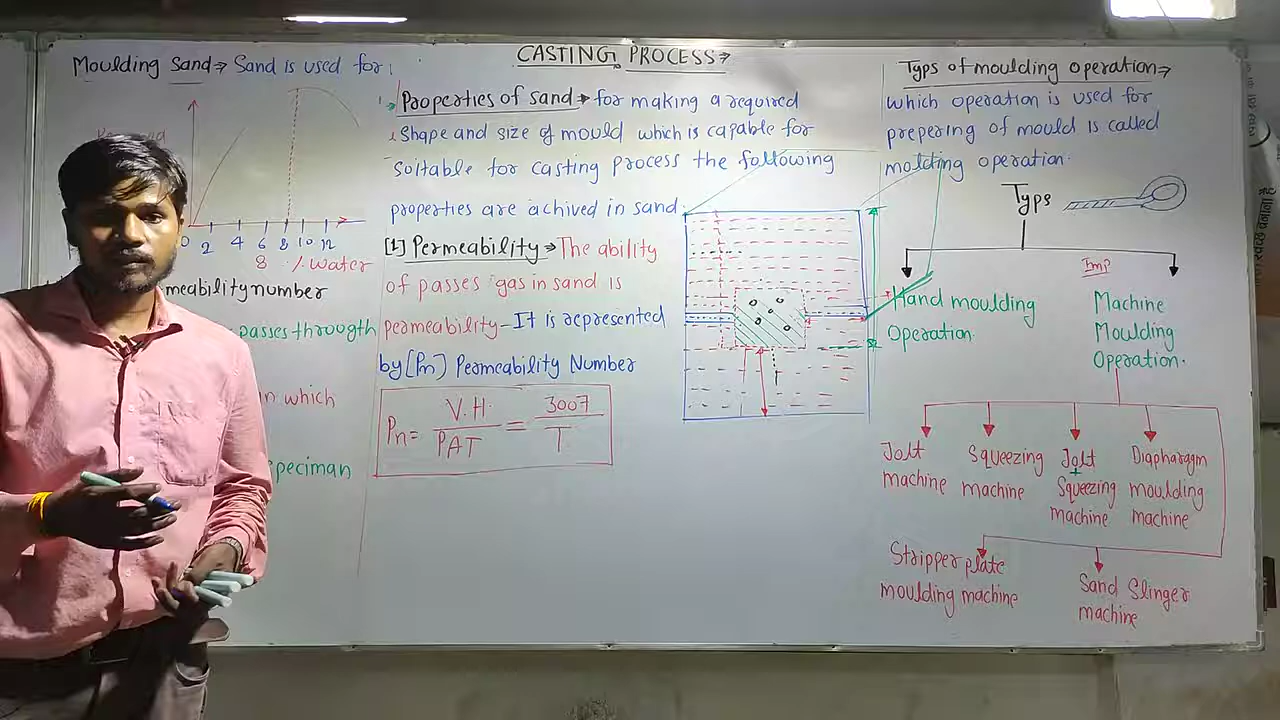 CASTING PROCESS→
Moulding Sand→ Sand is used for
0 2 4 6 8 10 12
8 % Water
meability number
passes throogth
in which
speciman
Properties of sand→ for making a required
Shape and size of mould which is capable for
soitable for casting process the following
properties are achived in sand.
[1] Permeability→ The ability
of passes gas in sand is
permeability – It is represented
by [Pn] Permeability Number
Pn = V.H. / PAT = 3007 / T
Typs of moulding operation→
which operation is used for
prepering of mould is called
molding operation.
Typs
Hand moulding
Operation.
Imp
Machine
Moulding
Operation.
Jolt
machine
Squeezing
machine
Jolt
+
Squeezing
machine
Diapharagm
moulding
machine
Stripper plate
moulding machine
Sand Slinger
machine